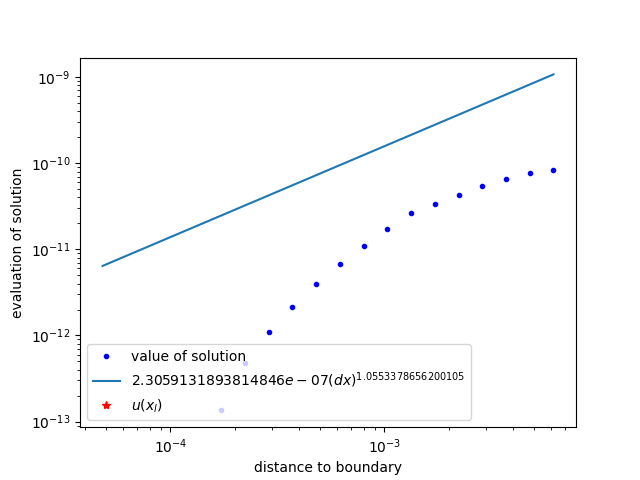 10⁻⁹
10⁻¹⁰
10⁻¹¹
10⁻¹²
10⁻¹³
evaluation of solution
value of solution
2.3059131893814846e − 07(dx)¹·⁰⁵⁵³³⁷⁸⁶⁵⁶²⁰⁰¹⁰⁵
u(xₗ)
10⁻⁴
10⁻³
distance to boundary